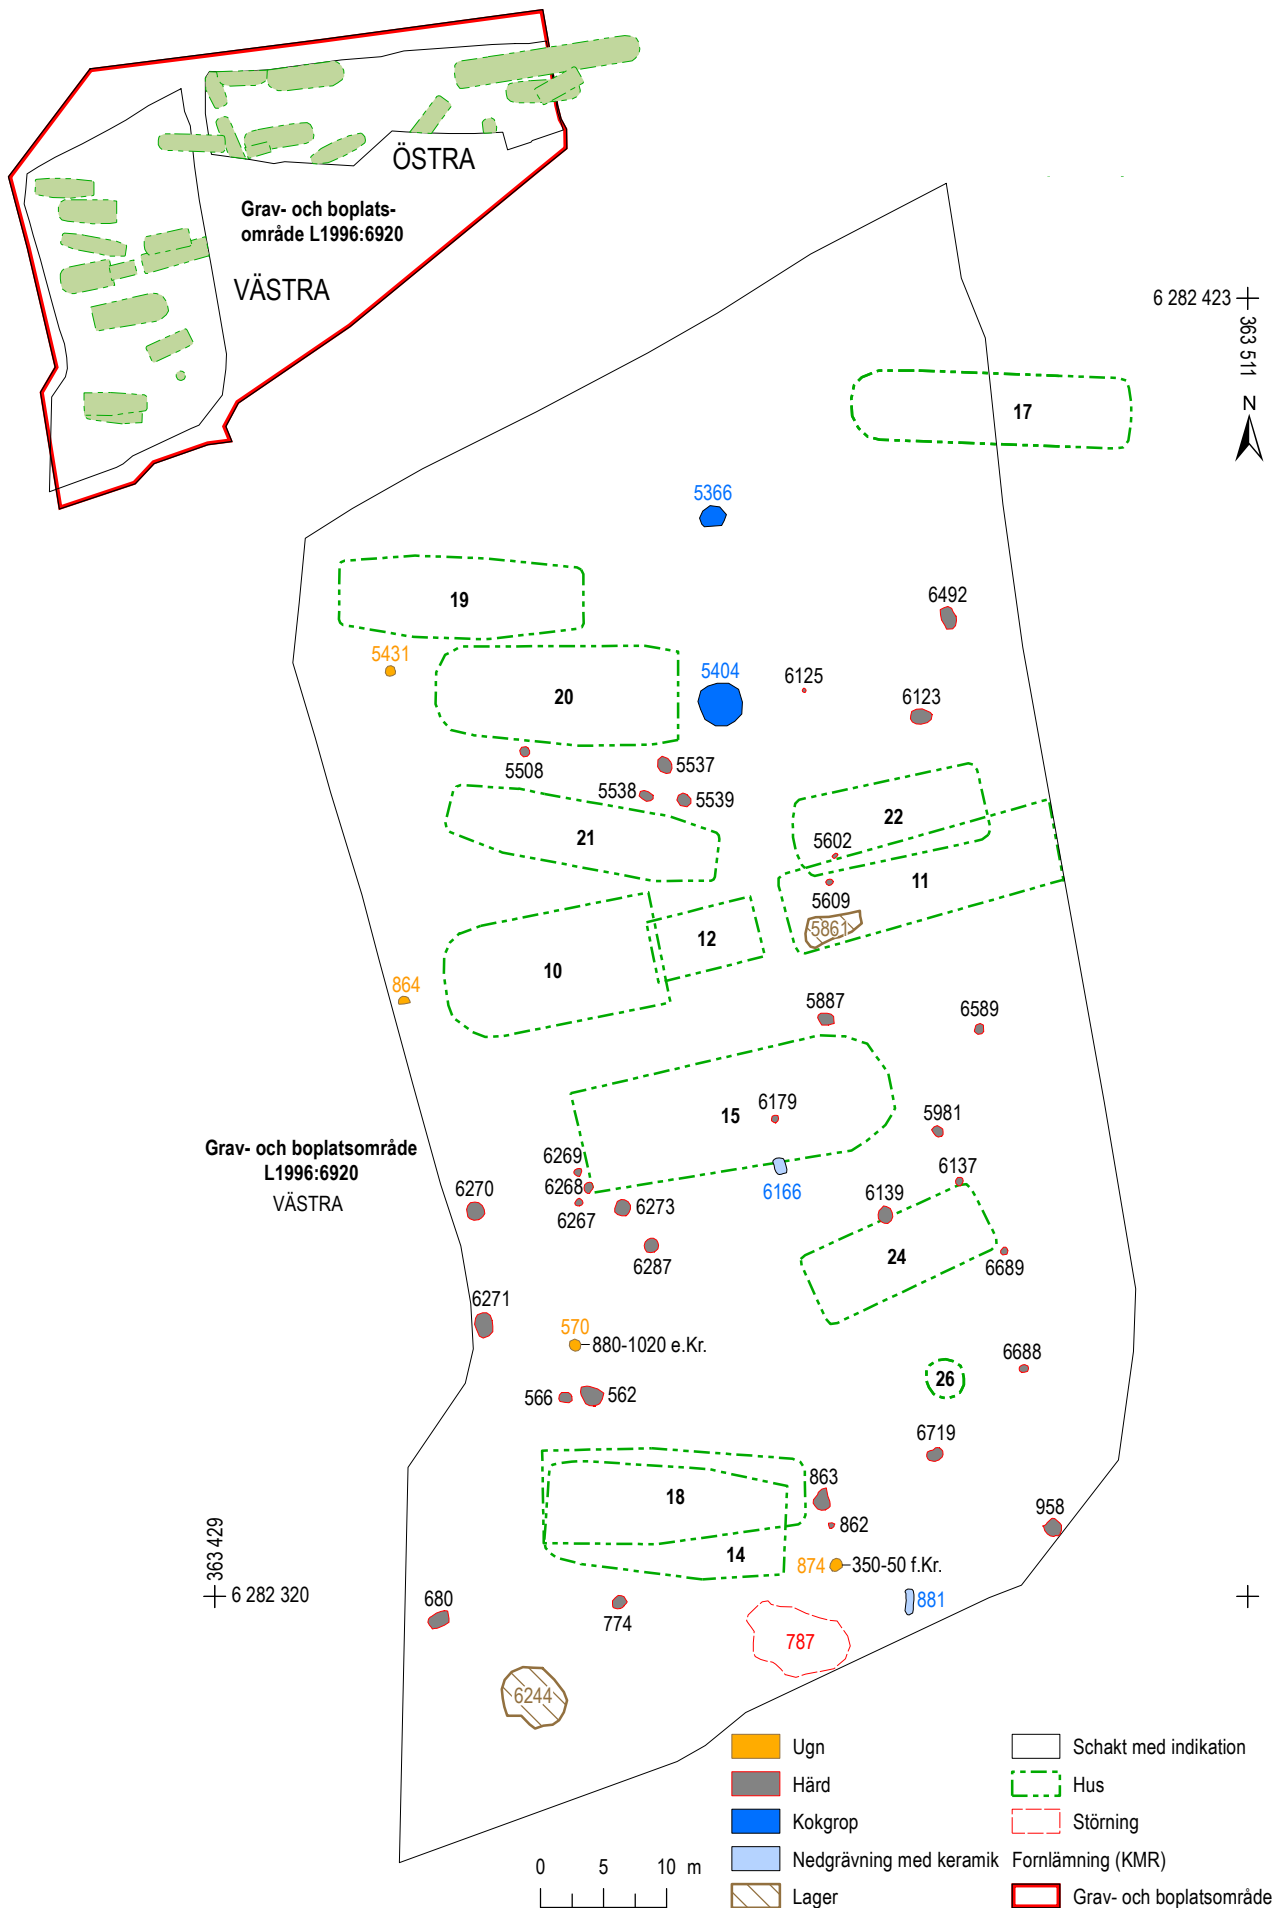 ÖSTRA
Grav- och boplats-
område L1996:6920
VÄSTRA
6 282 423
363 511
N
17
5366
19
6492
5431
5404
6125
20
6123
5508
5537
5538
5539
22
21
5602
11
5609
5861
12
10
864
5887
6589
15
6179
5981
Grav- och boplatsområde
L1996:6920
VÄSTRA
6269
6268
6267
6270
6273
6166
6137
6139
24
6287
6689
6271
570
880-1020 e.Kr.
6688
26
566
562
6719
863
18
862
958
14
874
350-50 f.Kr.
363 429
6 282 320
881
680
774
787
6244
Ugn
Härd
Kokgrop
Nedgrävning med keramik
Lager
Schakt med indikation
Hus
Störning
Fornlämning (KMR)
Grav- och boplatsområde
0 5 10 m